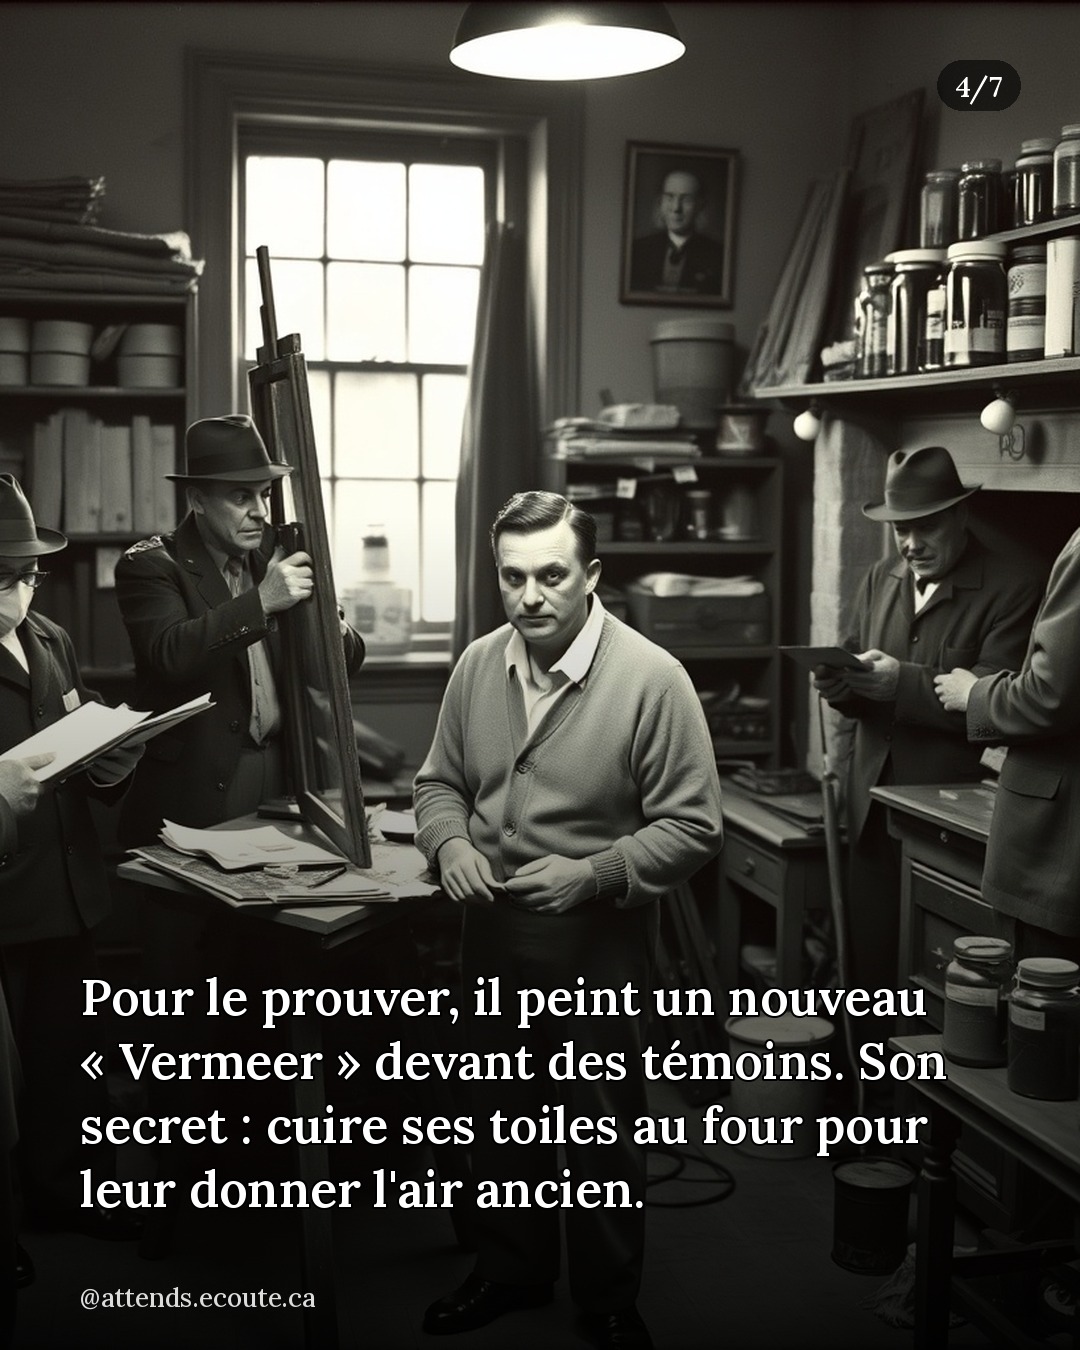 4/7
Pour le prouver, il peint un nouveau
« Vermeer » devant des témoins. Son
secret : cuire ses toiles au four pour
leur donner l'air ancien.
@attends.ecoute.ca